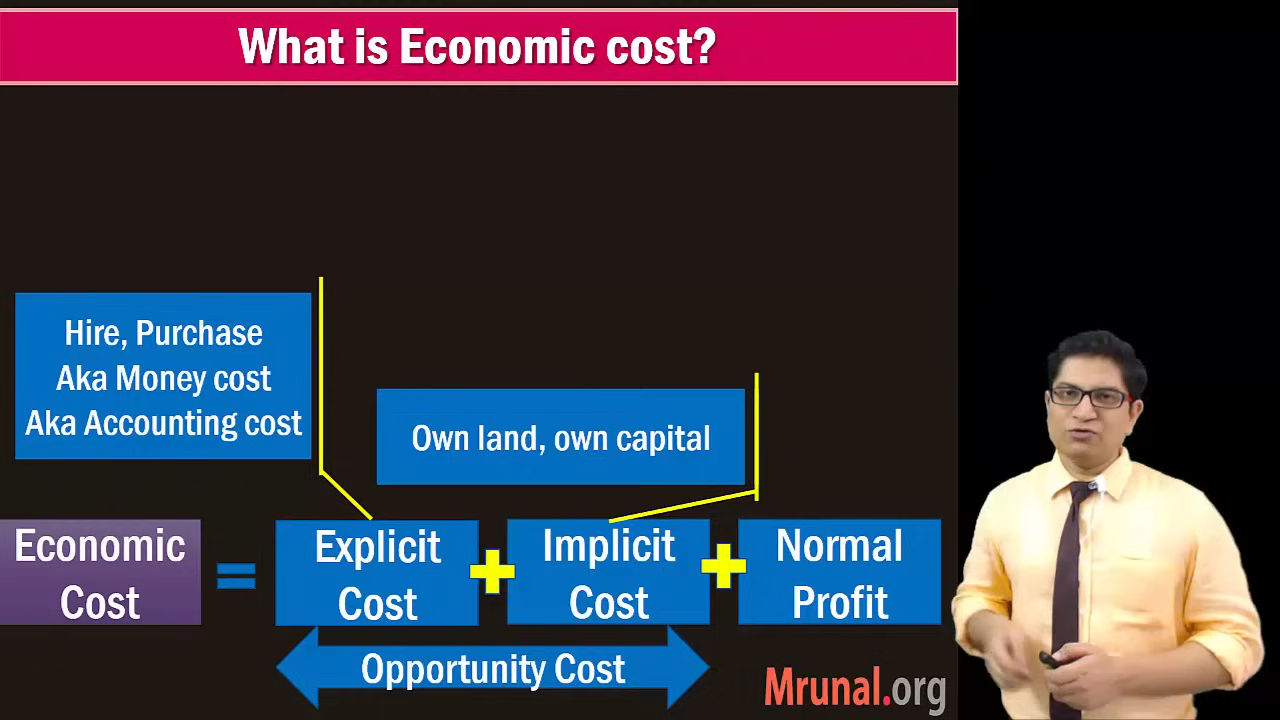 What is Economic cost?
Hire, Purchase
Aka Money cost
Aka Accounting cost
Own land, own capital
Economic
Cost
=
Explicit
Cost
+
Implicit
Cost
+
Normal
Profit
Opportunity Cost
Mrunal.org